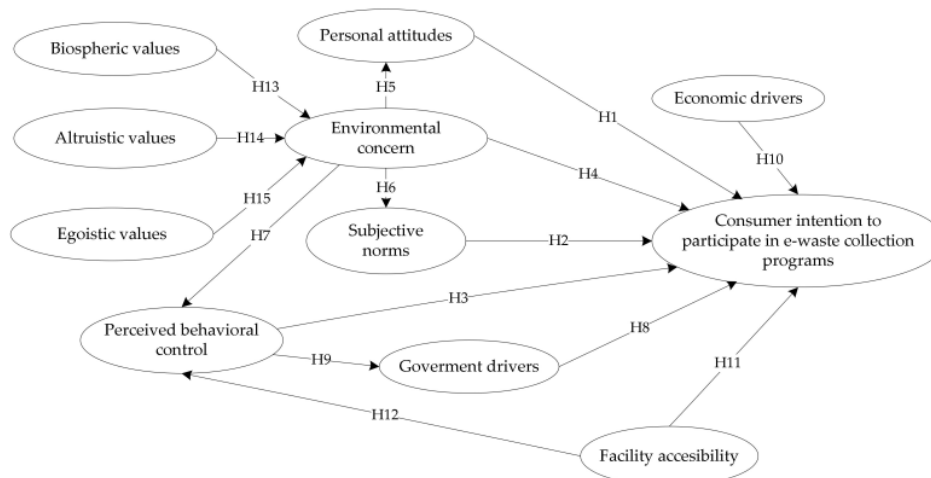 Personal attitudes
Biospheric values
H5
H13
H1
Economic drivers
Altruistic values
H14
Environmental
concern
H10
H4
H15
H6
Egoistic values
H7
Subjective
norms
H2
Consumer intention to
participate in e-waste collection
programs
H3
Perceived behavioral
control
H8
H9
Goverment drivers
H11
H12
Facility accesibility